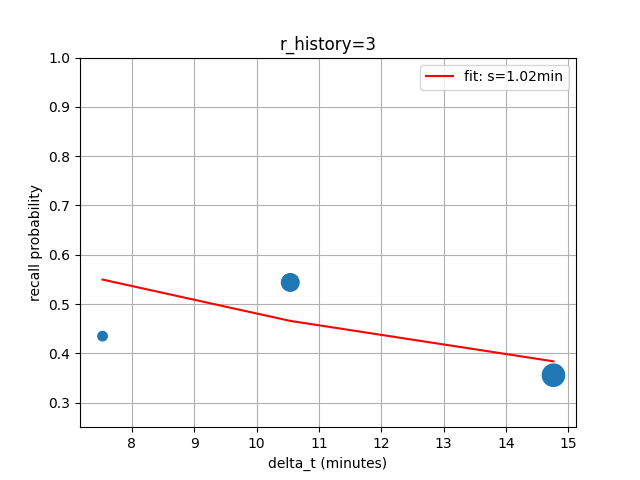 r_history=3
fit: s=1.02min
1.0
0.9
0.8
0.7
0.6
0.5
0.4
0.3
recall probability
8 9 10 11 12 13 14 15
delta_t (minutes)